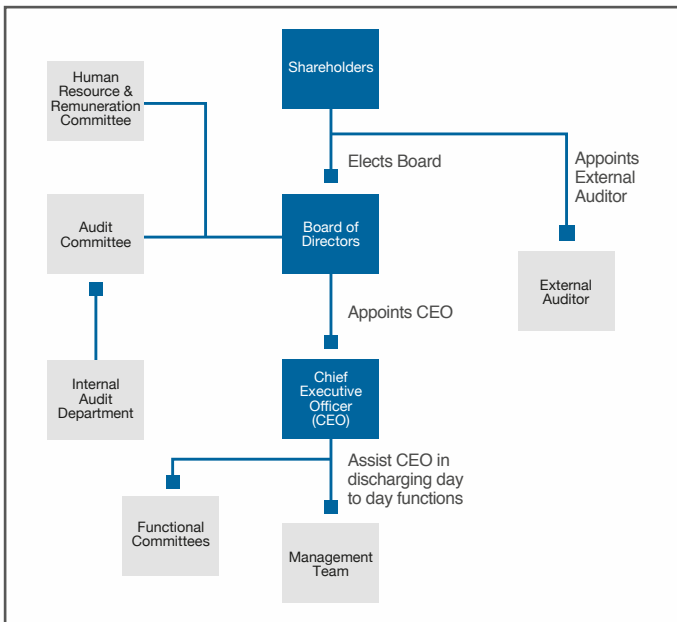 Shareholders
Human
Resource &
Remuneration
Committee
Elects Board
Appoints
External
Auditor
Audit
Committee
Board of
Directors
External
Auditor
Appoints CEO
Internal
Audit
Department
Chief
Executive
Officer
(CEO)
Assist CEO in
discharging day
to day functions
Functional
Committees
Management
Team